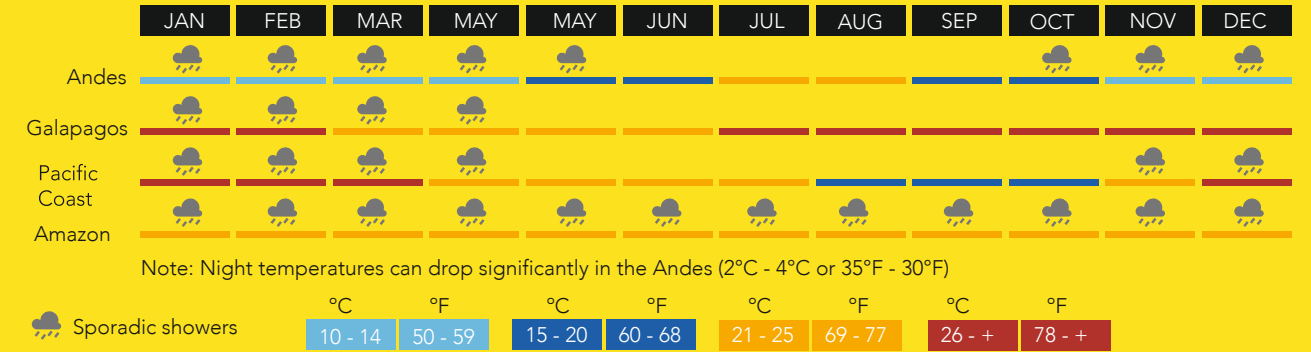 JAN FEB MAR MAY MAY JUN JUL AUG SEP OCT NOV DEC
Andes
Galapagos
Pacific
Coast
Amazon
Note: Night temperatures can drop significantly in the Andes (2°C - 4°C or 35°F - 30°F)
°C °F °C °F °C °F °C °F
Sporadic showers 10 - 14 50 - 59 15 - 20 60 - 68 21 - 25 69 - 77 26 - + 78 - +